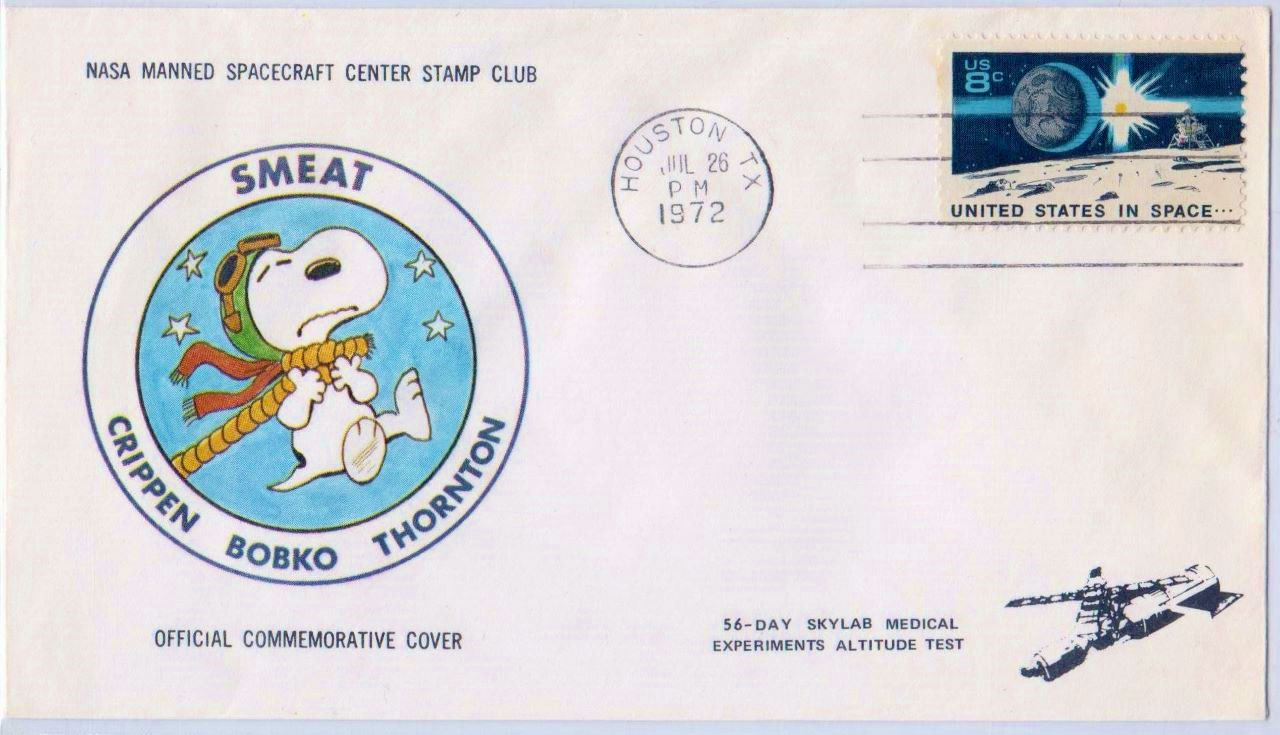 NASA MANNED SPACECRAFT CENTER STAMP CLUB
SMEAT
CRIPPEN BOBKO THORNTON
OFFICIAL COMMEMORATIVE COVER
HOUSTON TX
JUL 26
PM
1972
US
8c
UNITED STATES IN SPACE...
56-DAY SKYLAB MEDICAL
EXPERIMENTS ALTITUDE TEST